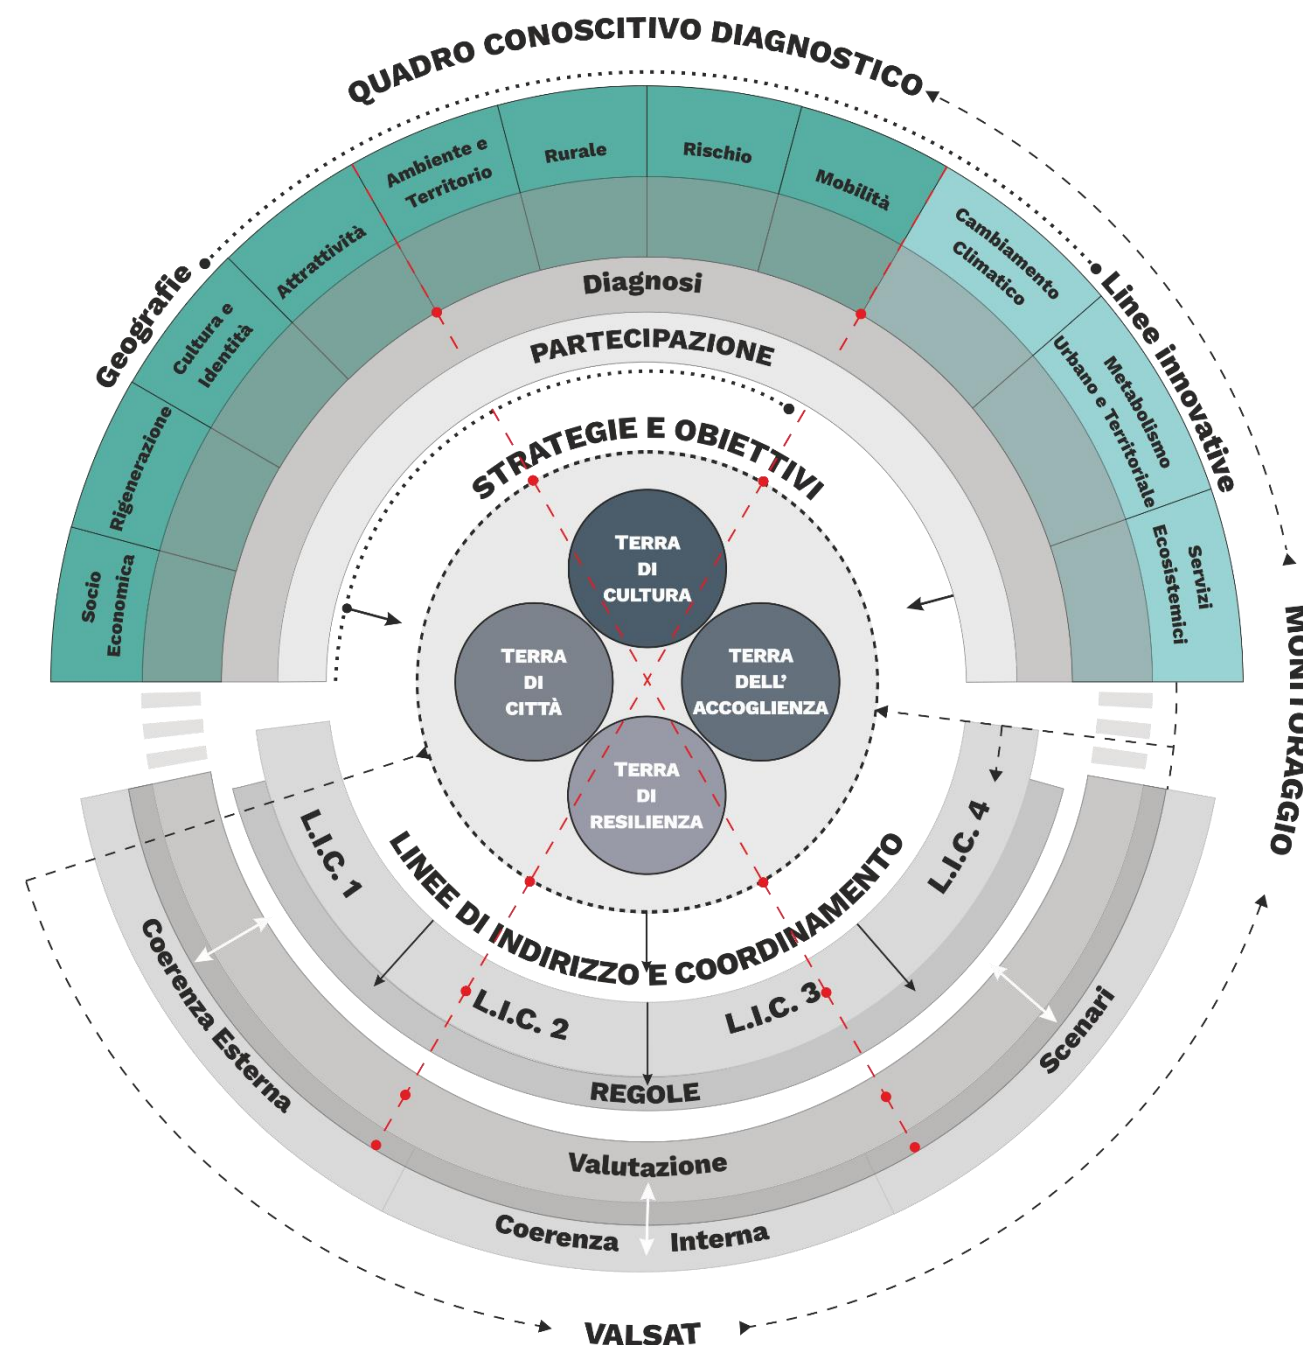 QUADRO CONOSCITIVO DIAGNOSTICO
Geografie
Linee innovative
Socio
Economica
Rigenerazione
Cultura e
Identità
Attrattività
Ambiente e
Territorio
Rurale
Rischio
Mobilità
Cambiamento
Climatico
Metabolismo
Urbano e Territoriale
Servizi
Ecosistemici
Diagnosi
PARTECIPAZIONE
STRATEGIE E OBIETTIVI
TERRA
DI
CULTURA
TERRA
DI
CITTÀ
TERRA
DELL'
ACCOGLIENZA
TERRA
DI
RESILIENZA
MONITORAGGIO
LINEE DI INDIRIZZO E COORDINAMENTO
L.I.C. 1
L.I.C. 2
L.I.C. 3
L.I.C. 4
REGOLE
Valutazione
Coerenza Esterna
Coerenza Interna
Scenari
VALSAT